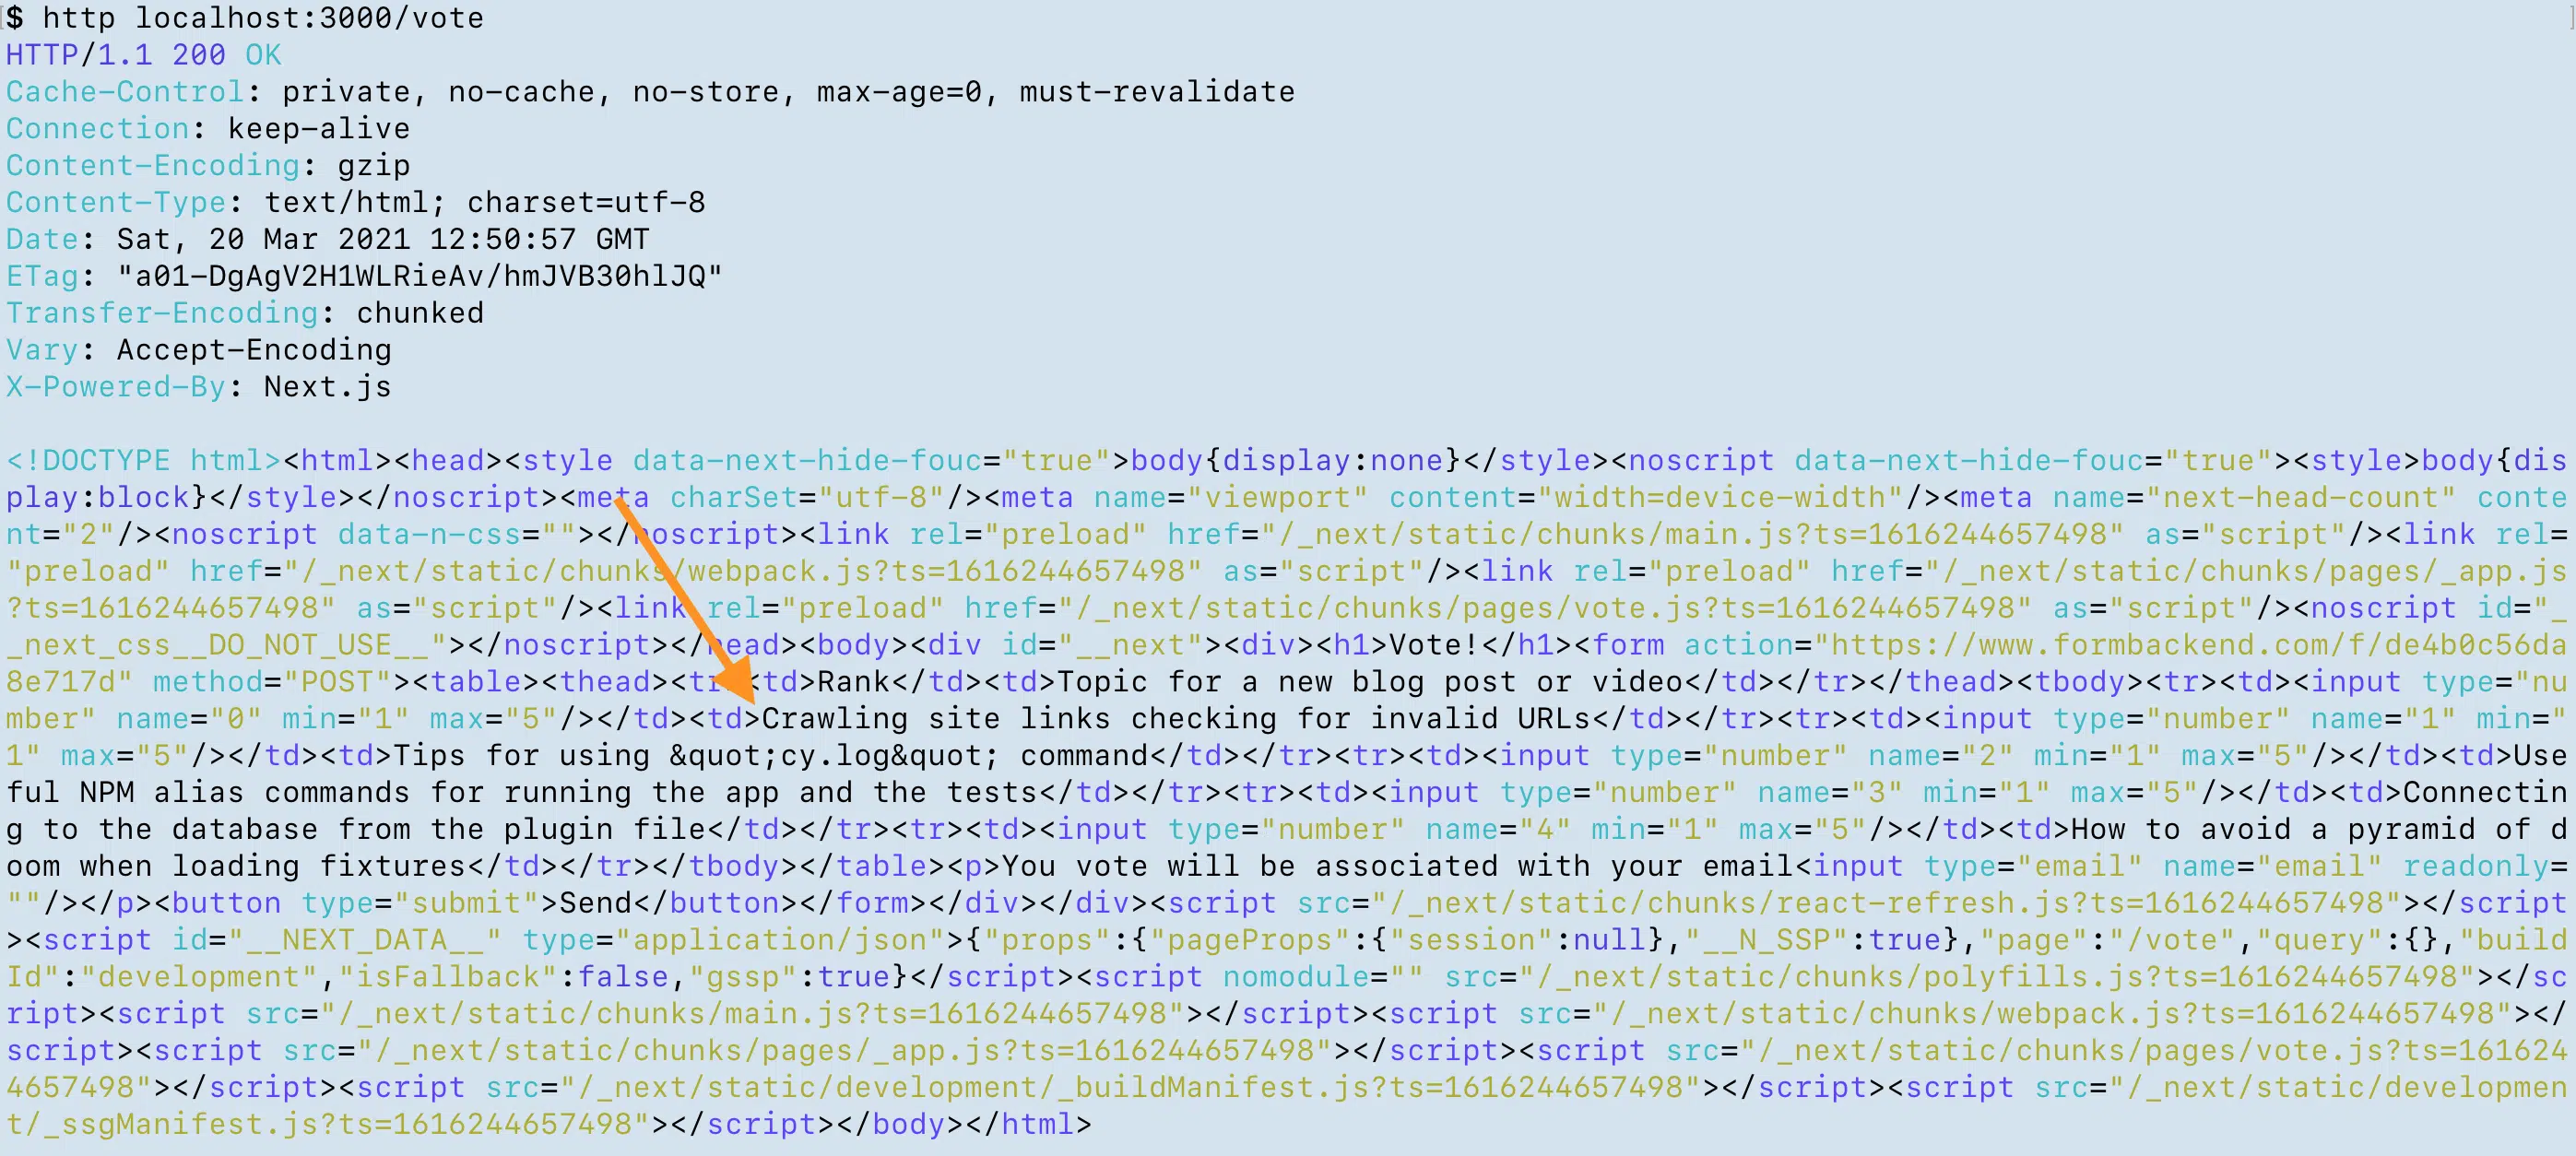 $ http localhost:3000/vote
HTTP/1.1 200 OK
Cache-Control: private, no-cache, no-store, max-age=0, must-revalidate
Connection: keep-alive
Content-Encoding: gzip
Content-Type: text/html; charset=utf-8
Date: Sat, 20 Mar 2021 12:50:57 GMT
ETag: "a01-DgAgV2H1WLRieAv/hmJVB30hlJQ"
Transfer-Encoding: chunked
Vary: Accept-Encoding
X-Powered-By: Next.js

<!DOCTYPE html><html><head><style data-next-hide-fouc="true">body{display:none}</style><noscript data-next-hide-fouc="true"><style>body{dis
play:block}</style></noscript><meta charSet="utf-8"/><meta name="viewport" content="width=device-width"/><meta name="next-head-count" conte
nt="2"/><noscript data-n-css=""></noscript><link rel="preload" href="/_next/static/chunks/main.js?ts=1616244657498" as="script"/><link rel=
"preload" href="/_next/static/chunks/webpack.js?ts=1616244657498" as="script"/><link rel="preload" href="/_next/static/chunks/pages/_app.js
?ts=1616244657498" as="script"/><link rel="preload" href="/_next/static/chunks/pages/vote.js?ts=1616244657498" as="script"/><noscript id="_
_next_css__DO_NOT_USE__"></noscript></head><body><div id="__next"><div><h1>Vote!</h1><form action="https://www.formbackend.com/f/de4b0c56da
8e717d" method="POST"><table><thead><tr><td>Rank</td><td>Topic for a new blog post or video</td></tr></thead><tbody><tr><td><input type="nu
mber" name="0" min="1" max="5"/></td><td>Crawling site links checking for invalid URLs</td></tr><tr><td><input type="number" name="1" min="
1" max="5"/></td><td>Tips for using &quot;cy.log&quot; command</td></tr><tr><td><input type="number" name="2" min="1" max="5"/></td><td>Use
ful NPM alias commands for running the app and the tests</td></tr><tr><td><input type="number" name="3" min="1" max="5"/></td><td>Connectin
g to the database from the plugin file</td></tr><tr><td><input type="number" name="4" min="1" max="5"/></td><td>How to avoid a pyramid of d
oom when loading fixtures</td></tr></tbody></table><p>You vote will be associated with your email<input type="email" name="email" readonly=
""/></p><button type="submit">Send</button></form></div></div><script src="/_next/static/chunks/react-refresh.js?ts=1616244657498"></script
><script id="__NEXT_DATA__" type="application/json">{"props":{"pageProps":{"session":null},"__N_SSP":true},"page":"/vote","query":{},"build
Id":"development","isFallback":false,"gssp":true}</script><script nomodule="" src="/_next/static/chunks/polyfills.js?ts=1616244657498"></sc
ript><script src="/_next/static/chunks/main.js?ts=1616244657498"></script><script src="/_next/static/chunks/webpack.js?ts=1616244657498"></
script><script src="/_next/static/chunks/pages/_app.js?ts=1616244657498"></script><script src="/_next/static/chunks/pages/vote.js?ts=161624
4657498"></script><script src="/_next/static/development/_buildManifest.js?ts=1616244657498"></script><script src="/_next/static/developmen
t/_ssgManifest.js?ts=1616244657498"></script></body></html>